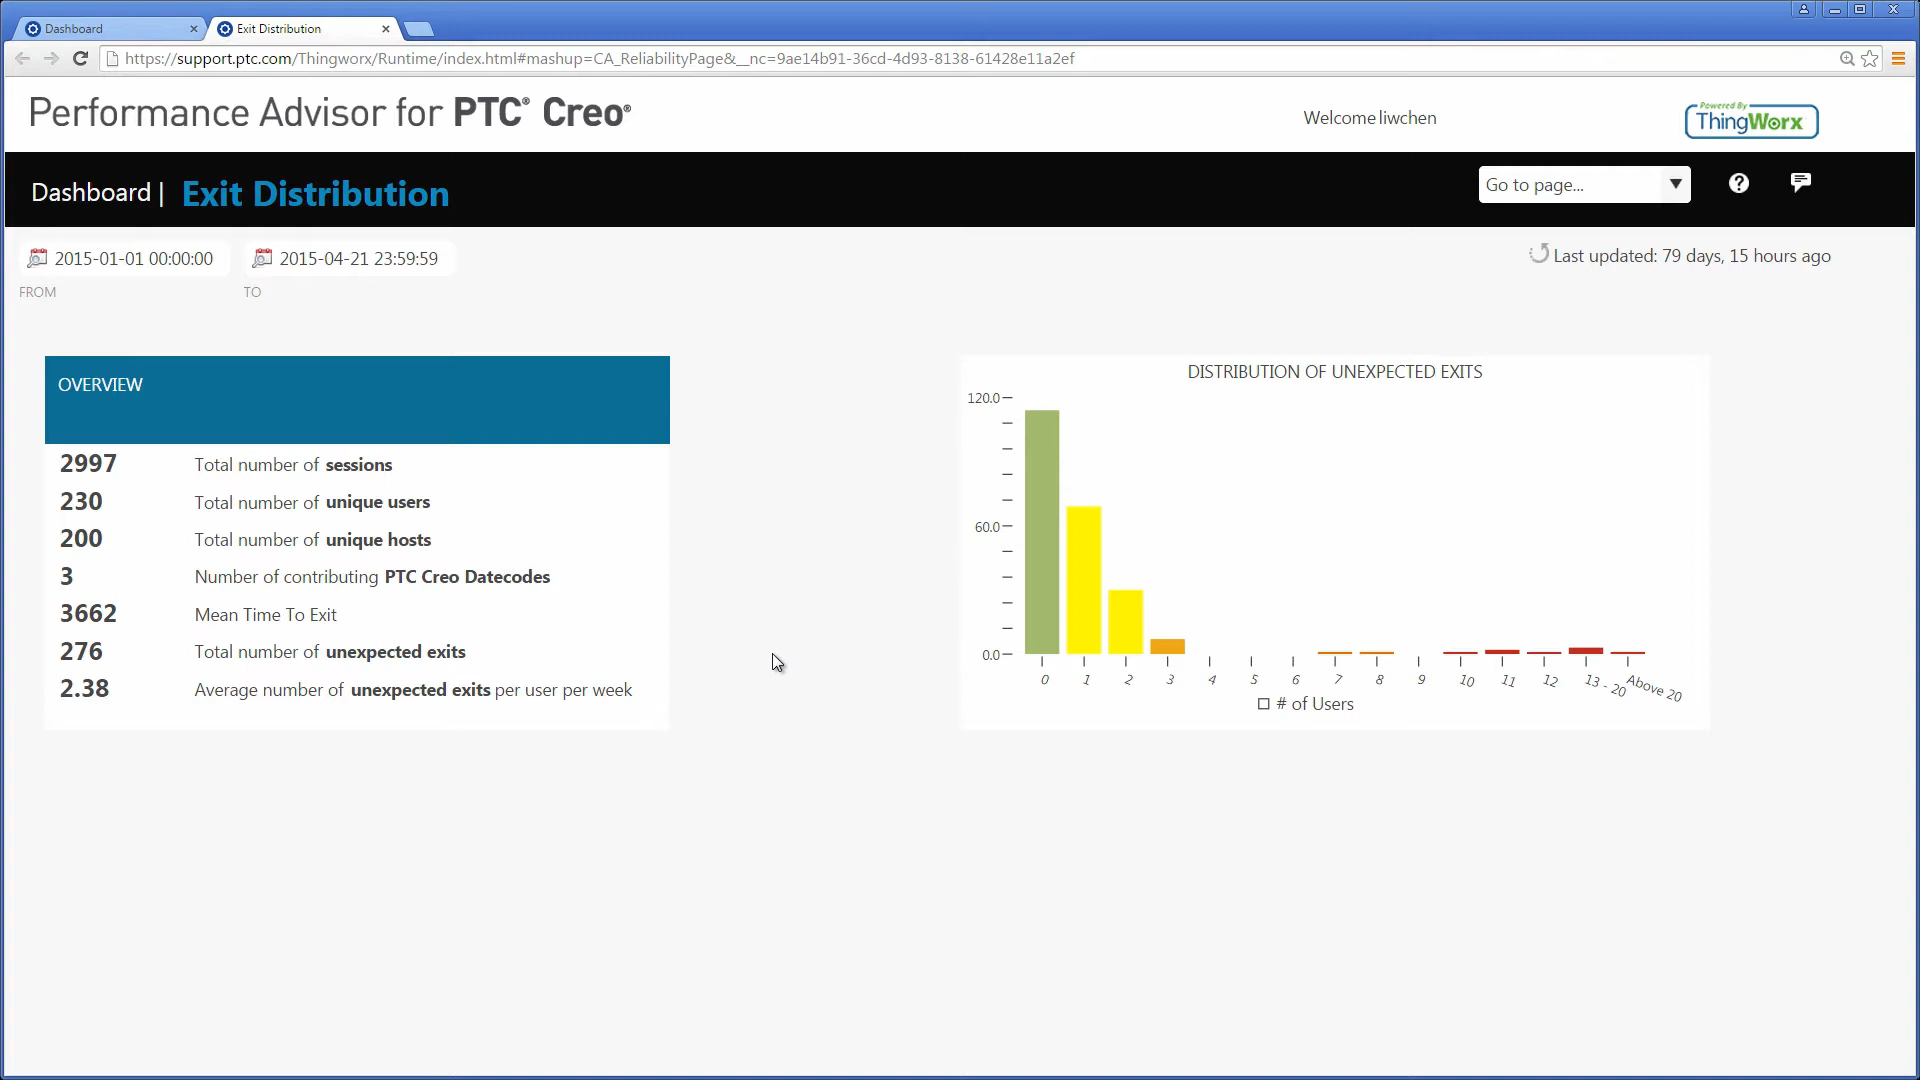 Dashboard
Exit Distribution
https://support.ptc.com/Thingworx/Runtime/index.html#mashup=CA_ReliabilityPage&__nc=9ae14b91-36cd-4d93-8138-61428e11a2ef
Performance Advisor for PTC® Creo®
Welcome liwchen
Powered By
ThingWorx
Dashboard | Exit Distribution
Go to page...
2015-01-01 00:00:00
2015-04-21 23:59:59
Last updated: 79 days, 15 hours ago
FROM
TO
OVERVIEW
2997 Total number of sessions
230 Total number of unique users
200 Total number of unique hosts
3 Number of contributing PTC Creo Datecodes
3662 Mean Time To Exit
276 Total number of unexpected exits
2.38 Average number of unexpected exits per user per week
DISTRIBUTION OF UNEXPECTED EXITS
120.0
60.0
0.0
0 1 2 3 4 5 6 7 8 9 10 11 12 13 - 20 Above 20
# of Users